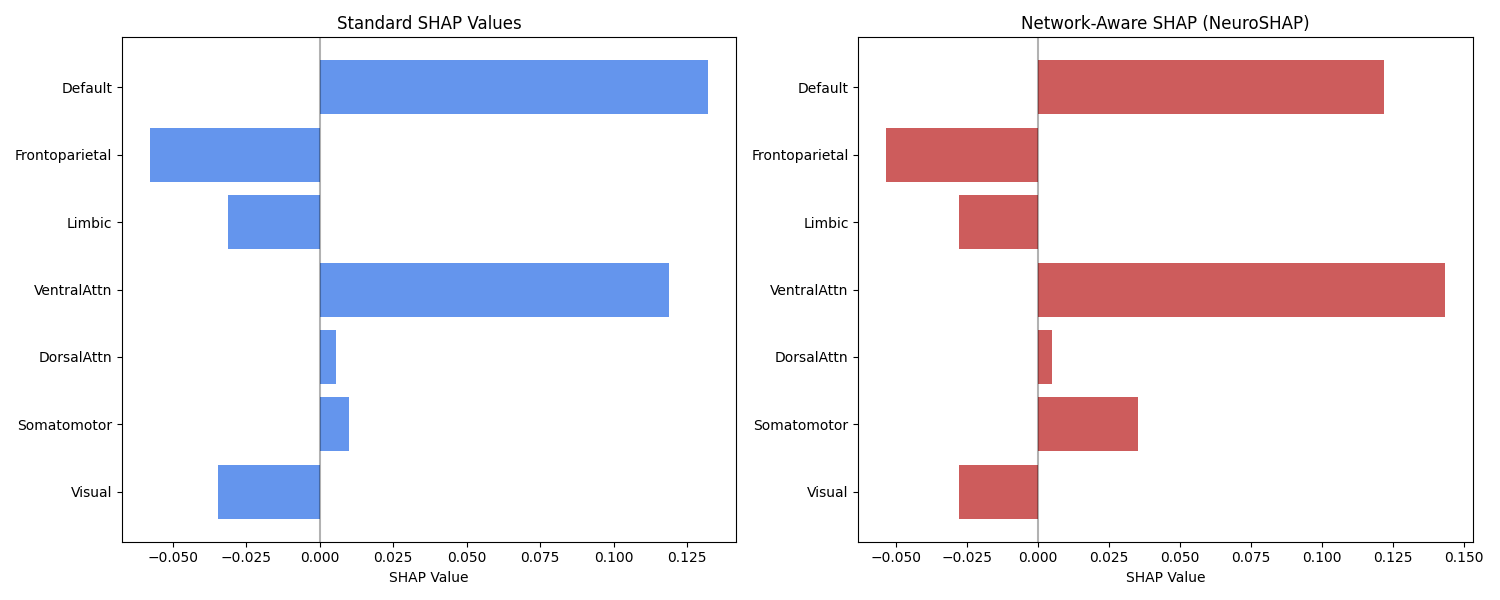 Standard SHAP Values
Default
Frontoparietal
Limbic
VentralAttn
DorsalAttn
Somatomotor
Visual
−0.050 −0.025 0.000 0.025 0.050 0.075 0.100 0.125
SHAP Value
Network-Aware SHAP (NeuroSHAP)
Default
Frontoparietal
Limbic
VentralAttn
DorsalAttn
Somatomotor
Visual
−0.050 −0.025 0.000 0.025 0.050 0.075 0.100 0.125 0.150
SHAP Value